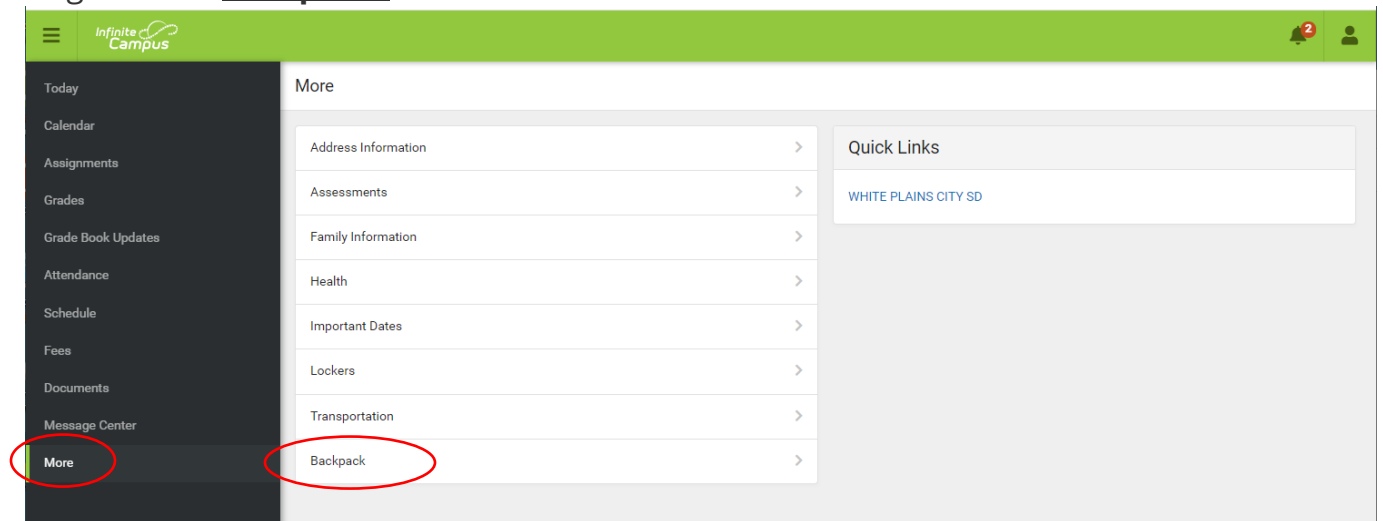 Infinite
Campus
2
Today
Calendar
Assignments
Grades
Grade Book Updates
Attendance
Schedule
Fees
Documents
Message Center
More
More
Address Information
Assessments
Family Information
Health
Important Dates
Lockers
Transportation
Backpack
Quick Links
WHITE PLAINS CITY SD